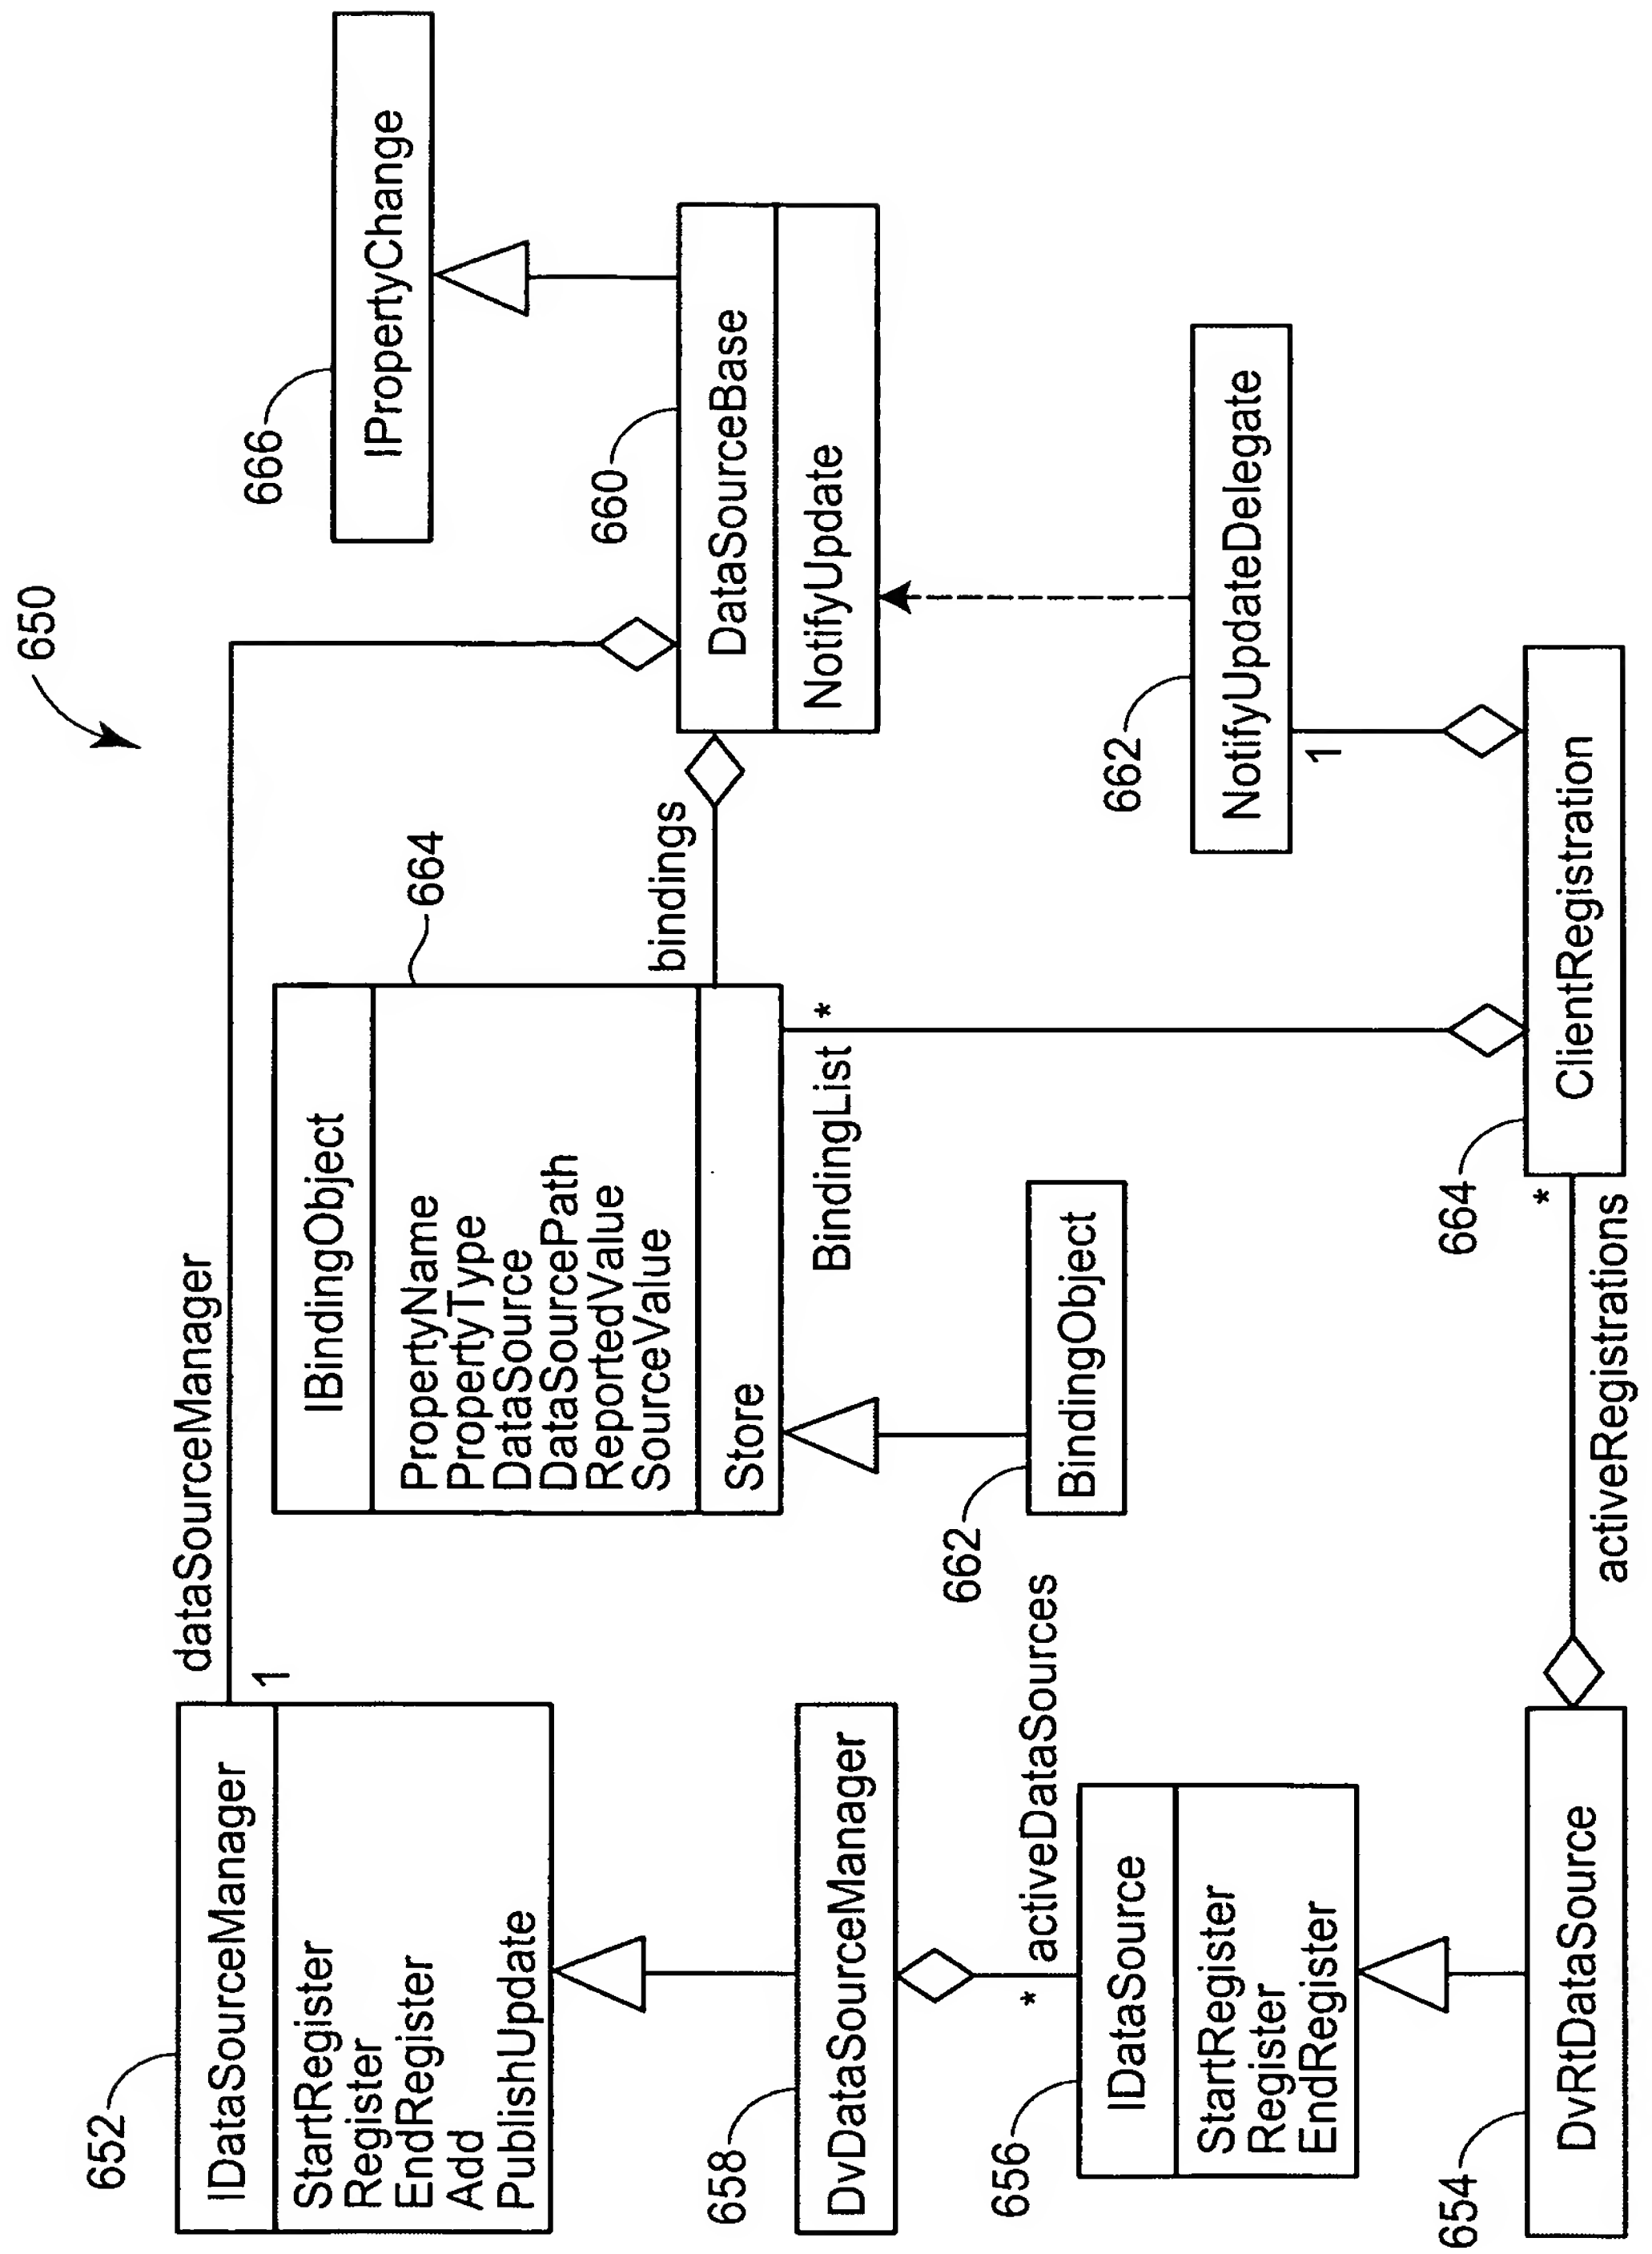 650
652
IDataSourceManager
StartRegister
Register
EndRegister
Add
PublishUpdate
1
dataSourceManager
658
DvDataSourceManager
*
activeDataSources
656
IDataSource
StartRegister
Register
EndRegister
654
DvRtDataSource
activeRegistrations
*
664
IBindingObject
PropertyName
PropertyType
DataSource
DataSourcePath
ReportedValue
SourceValue
Store
bindings
BindingList
*
662
BindingObject
664
ClientRegistration
666
IPropertyChange
660
DataSourceBase
NotifyUpdate
662
NotifyUpdateDelegate
1